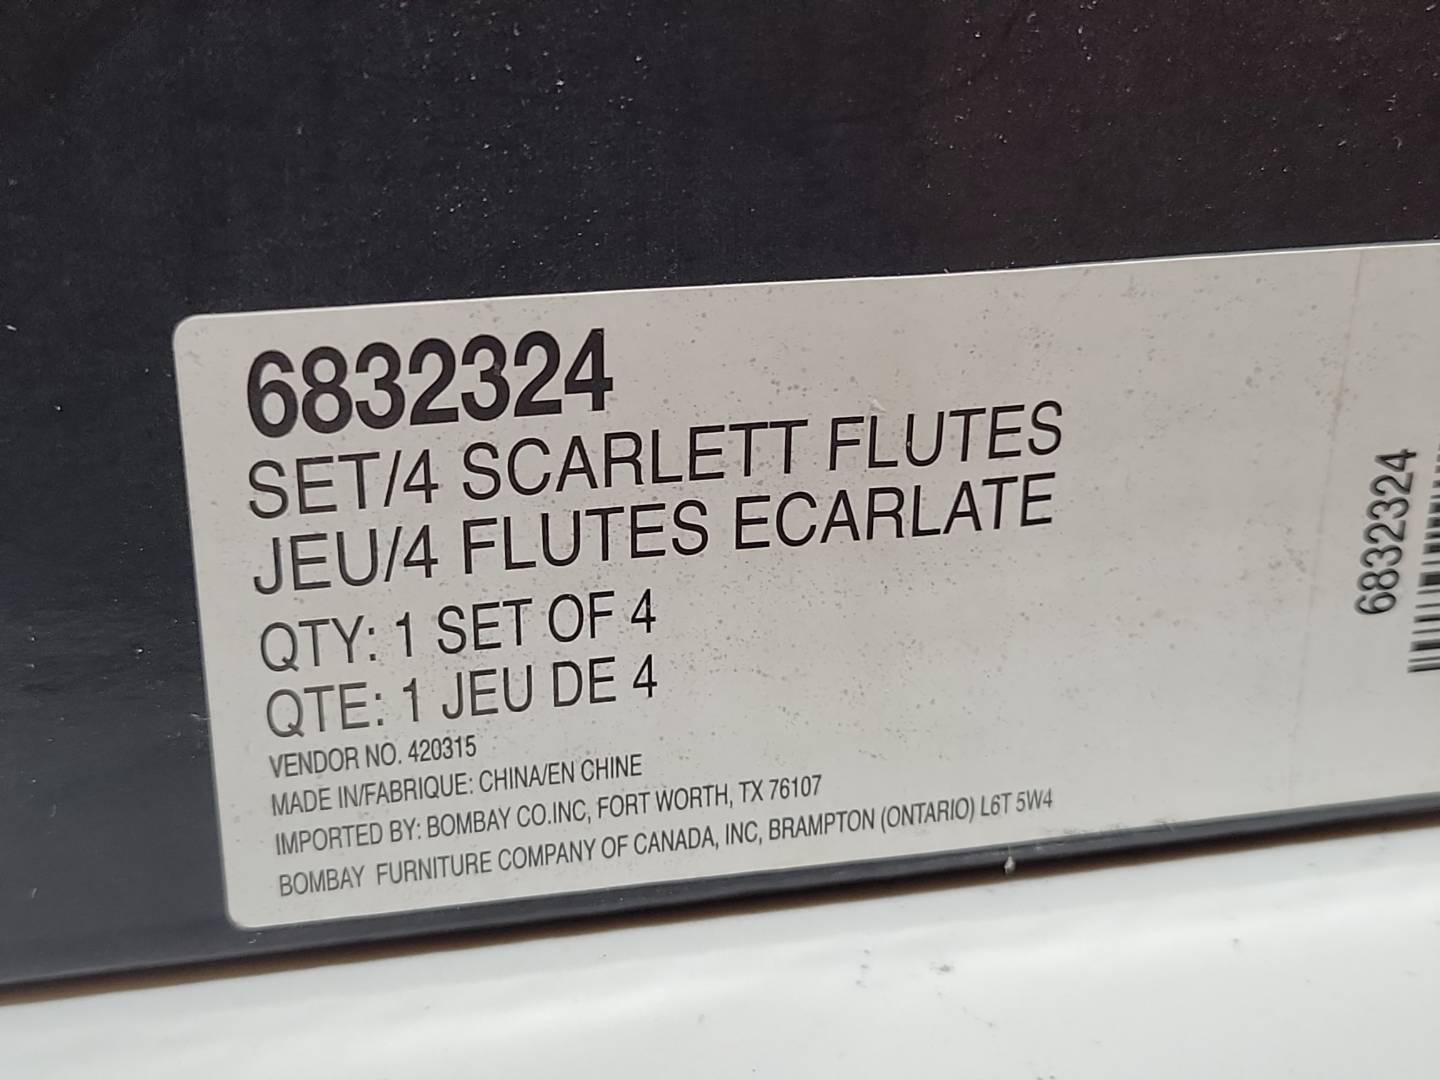 6832324
SET/4 SCARLETT FLUTES
JEU/4 FLUTES ECARLATE
QTY: 1 SET OF 4
QTE: 1 JEU DE 4
VENDOR NO. 420315
MADE IN/FABRIQUE: CHINA/EN CHINE
IMPORTED BY: BOMBAY CO.INC, FORT WORTH, TX 76107
BOMBAY FURNITURE COMPANY OF CANADA, INC, BRAMPTON (ONTARIO) L6T 5W4
6832324